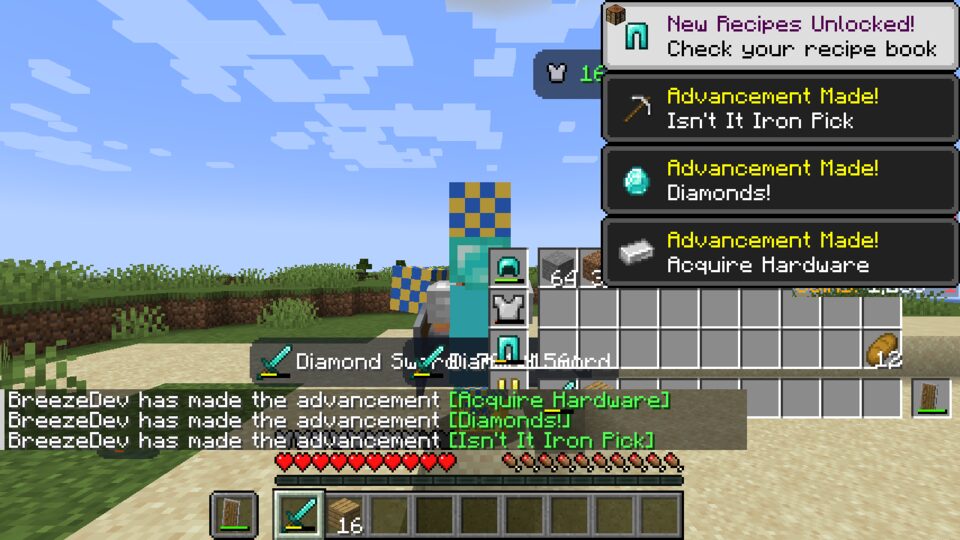 New Recipes Unlocked!
Check your recipe book
16
Advancement Made!
Isn't It Iron Pick
Advancement Made!
Diamonds!
Advancement Made!
Acquire Hardware
64
12
Diamond
BreezeDev has made the advancement [Acquire Hardware]
BreezeDev has made the advancement [Diamonds!]
BreezeDev has made the advancement [Isn't It Iron Pick]
16